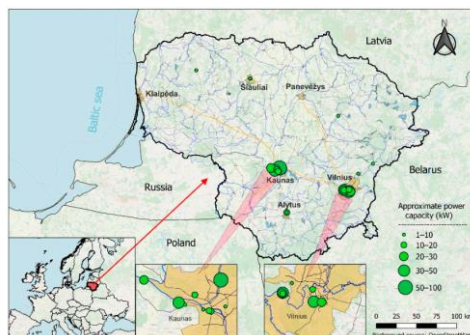 Latvia
Baltic sea
Klaipėda
Šiauliai
Panevėžys
Belarus
Russia
Kaunas
Vilnius
Alytus
Poland
Approximate power
capacity (kW)
1–10
10–20
20–30
30–50
50–100
Kaunas
Vilnius
0 25 50 75 100 km